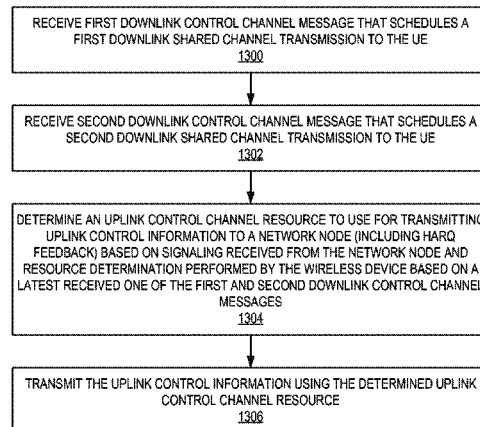 RECEIVE FIRST DOWNLINK CONTROL CHANNEL MESSAGE THAT SCHEDULES A
FIRST DOWNLINK SHARED CHANNEL TRANSMISSION TO THE UE
1300
RECEIVE SECOND DOWNLINK CONTROL CHANNEL MESSAGE THAT SCHEDULES A
SECOND DOWNLINK SHARED CHANNEL TRANSMISSION TO THE UE
1302
DETERMINE AN UPLINK CONTROL CHANNEL RESOURCE TO USE FOR TRANSMITTING
UPLINK CONTROL INFORMATION TO A NETWORK NODE (INCLUDING HARQ
FEEDBACK) BASED ON SIGNALING RECEIVED FROM THE NETWORK NODE AND
RESOURCE DETERMINATION PERFORMED BY THE WIRELESS DEVICE BASED ON A
LATEST RECEIVED ONE OF THE FIRST AND SECOND DOWNLINK CONTROL CHANNEL
MESSAGES
1304
TRANSMIT THE UPLINK CONTROL INFORMATION USING THE DETERMINED UPLINK
CONTROL CHANNEL RESOURCE
1306